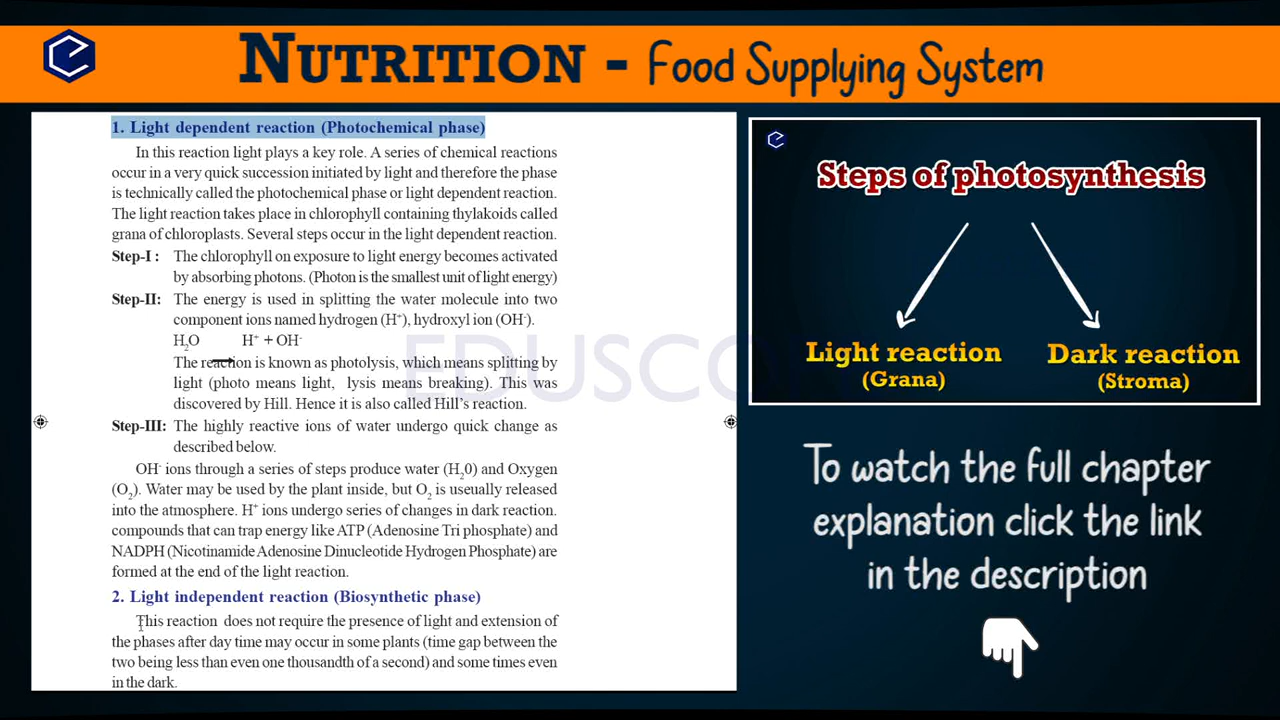 NUTRITION - Food Supplying System
1. Light dependent reaction (Photochemical phase)
In this reaction light plays a key role. A series of chemical reactions
occur in a very quick succession initiated by light and therefore the phase
is technically called the photochemical phase or light dependent reaction.
The light reaction takes place in chlorophyll containing thylakoids called
grana of chloroplasts. Several steps occur in the light dependent reaction.
Step-I : The chlorophyll on exposure to light energy becomes activated
by absorbing photons. (Photon is the smallest unit of light energy)
Step-II: The energy is used in splitting the water molecule into two
component ions named hydrogen (H⁺), hydroxyl ion (OH⁻).
H₂O → H⁺ + OH⁻
The reaction is known as photolysis, which means splitting by
light (photo means light, lysis means breaking). This was
discovered by Hill. Hence it is also called Hill's reaction.
Step-III: The highly reactive ions of water undergo quick change as
described below.
OH⁻ ions through a series of steps produce water (H₂0) and Oxygen
(O₂). Water may be used by the plant inside, but O₂ is useually released
into the atmosphere. H⁺ ions undergo series of changes in dark reaction.
compounds that can trap energy like ATP (Adenosine Tri phosphate) and
NADPH (Nicotinamide Adenosine Dinucleotide Hydrogen Phosphate) are
formed at the end of the light reaction.
2. Light independent reaction (Biosynthetic phase)
This reaction does not require the presence of light and extension of
the phases after day time may occur in some plants (time gap between the
two being less than even one thousandth of a second) and some times even
in the dark.
EDUSCO
Steps of photosynthesis
Light reaction
(Grana)
Dark reaction
(Stroma)
To watch the full chapter
explanation click the link
in the description